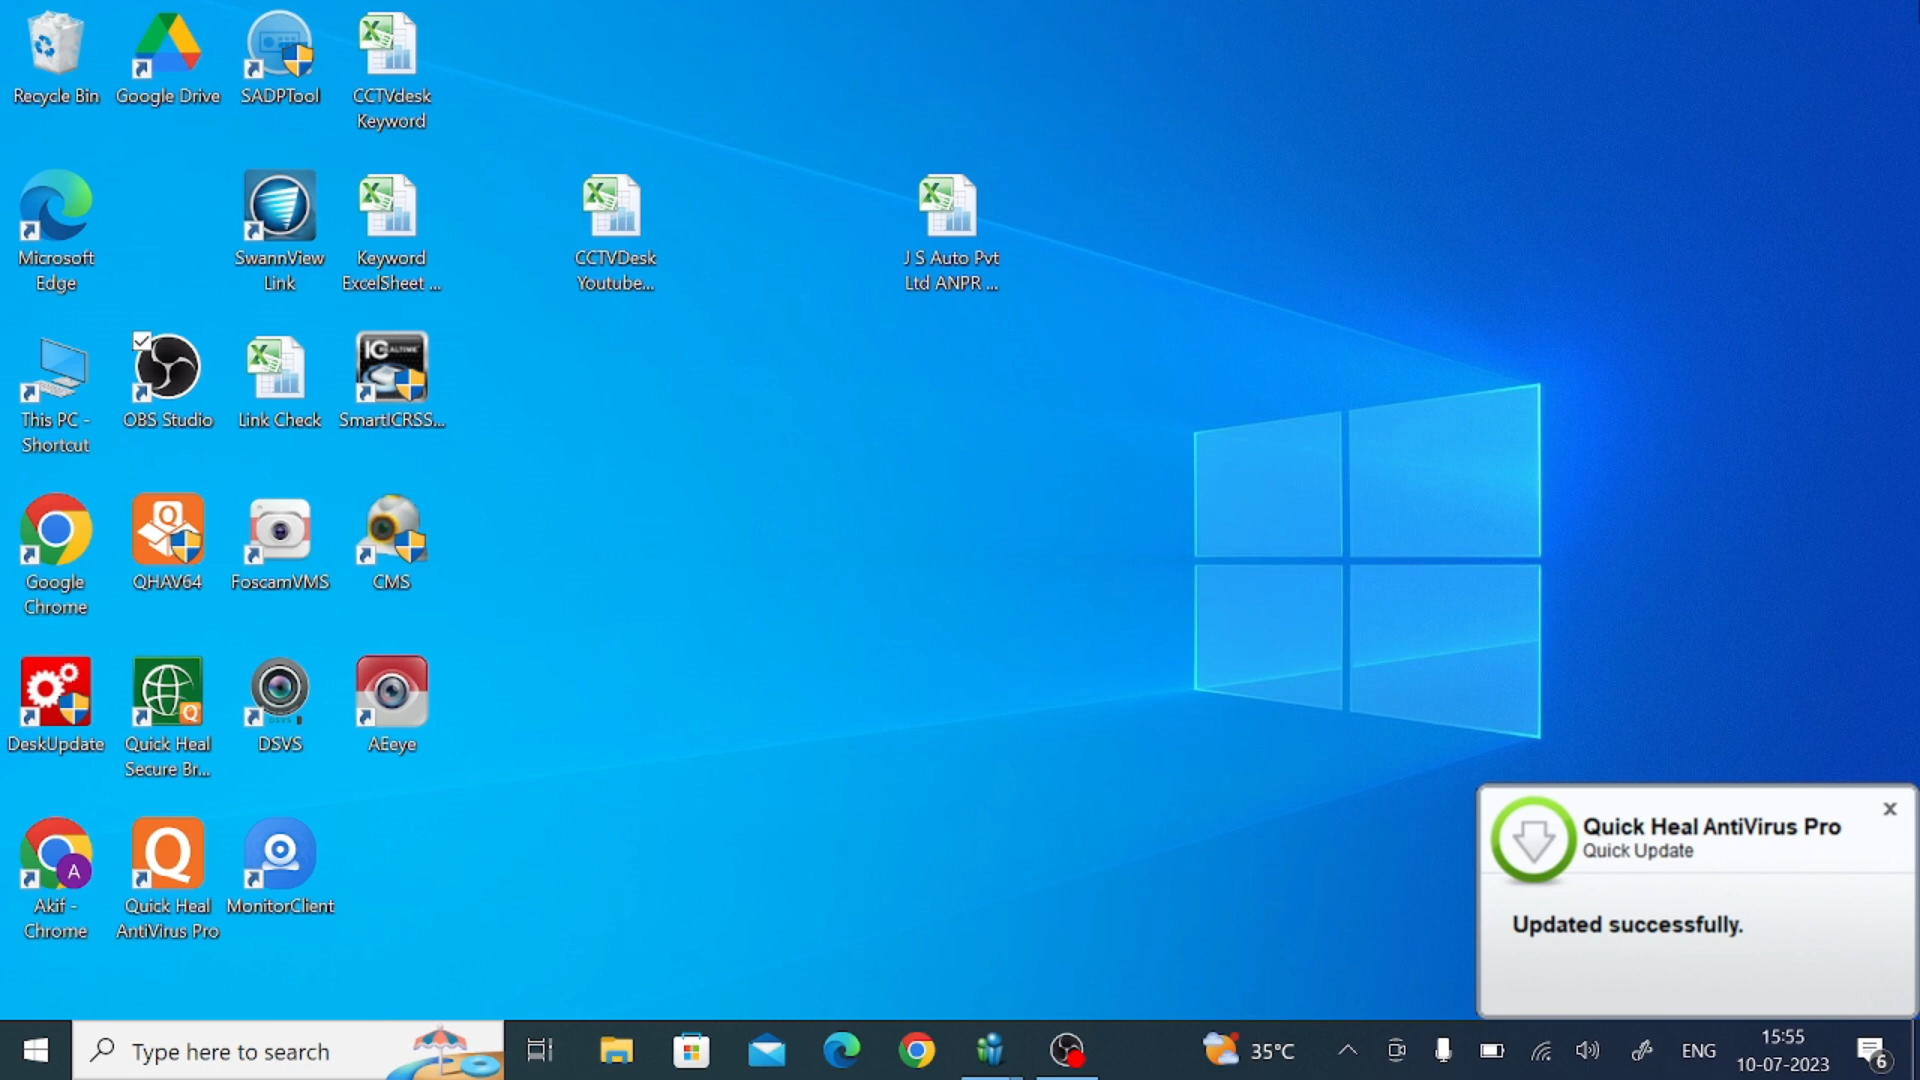 Recycle Bin
Google Drive
SADPTool
CCTVdesk
Keyword
Microsoft
Edge
SwannView
Link
Keyword
ExcelSheet ...
CCTVDesk
Youtube...
J S Auto Pvt
Ltd ANPR ...
This PC -
Shortcut
OBS Studio
Link Check
SmartICRSS...
Google
Chrome
QHAV64
FoscamVMS
CMS
DeskUpdate
Quick Heal
Secure Br...
DSVS
AEeye
A
Akif -
Chrome
Quick Heal
AntiVirus Pro
MonitorClient
Quick Heal AntiVirus Pro
Quick Update
Updated successfully.
Type here to search
35°C
ENG
15:55
10-07-2023
6